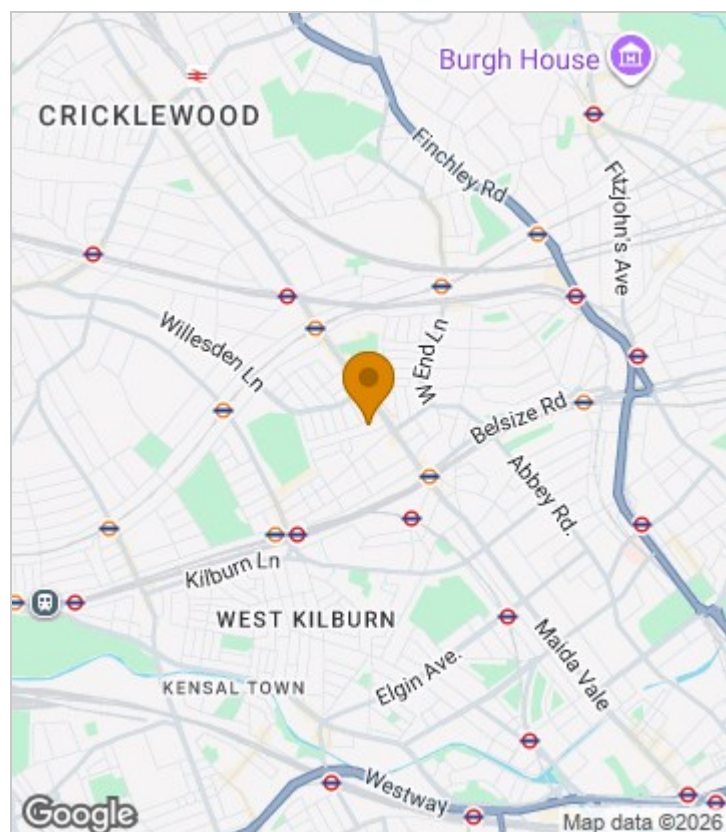 Burgh House
CRICKLEWOOD
Finchley Rd
Fitzjohn's Ave
Willesden Ln
W End Ln
Belsize Rd
Abbey Rd.
Kilburn Ln
WEST KILBURN
Maida Vale
Elgin Ave.
KENSAL TOWN
Westway
Google
Map data ©2026